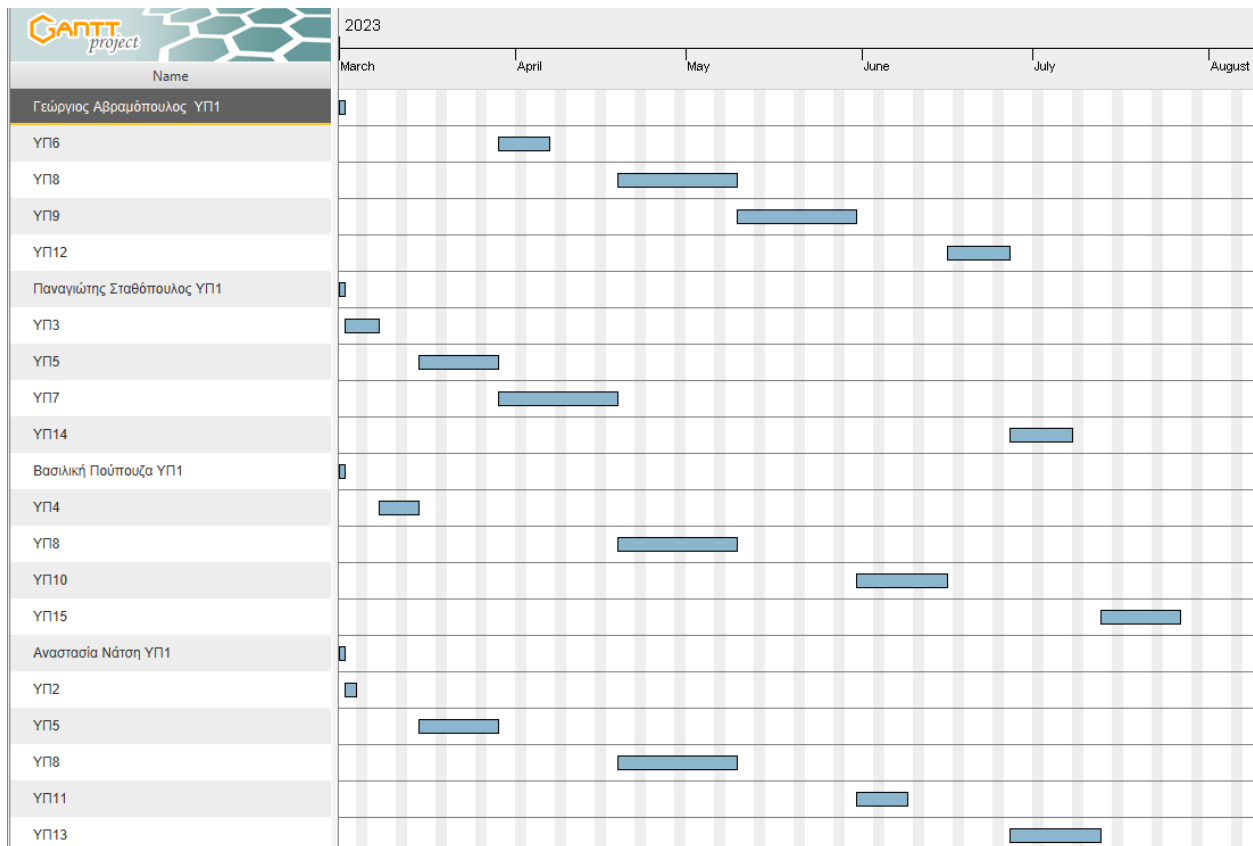 GANTT
project
2023
March April May June July August
Name
Γεώργιος Αβραμόπουλος ΥΠ1
ΥΠ6
ΥΠ8
ΥΠ9
ΥΠ12
Παναγιώτης Σταθόπουλος ΥΠ1
ΥΠ3
ΥΠ5
ΥΠ7
ΥΠ14
Βασιλική Πούπουζα ΥΠ1
ΥΠ4
ΥΠ8
ΥΠ10
ΥΠ15
Αναστασία Νάτση ΥΠ1
ΥΠ2
ΥΠ5
ΥΠ8
ΥΠ11
ΥΠ13